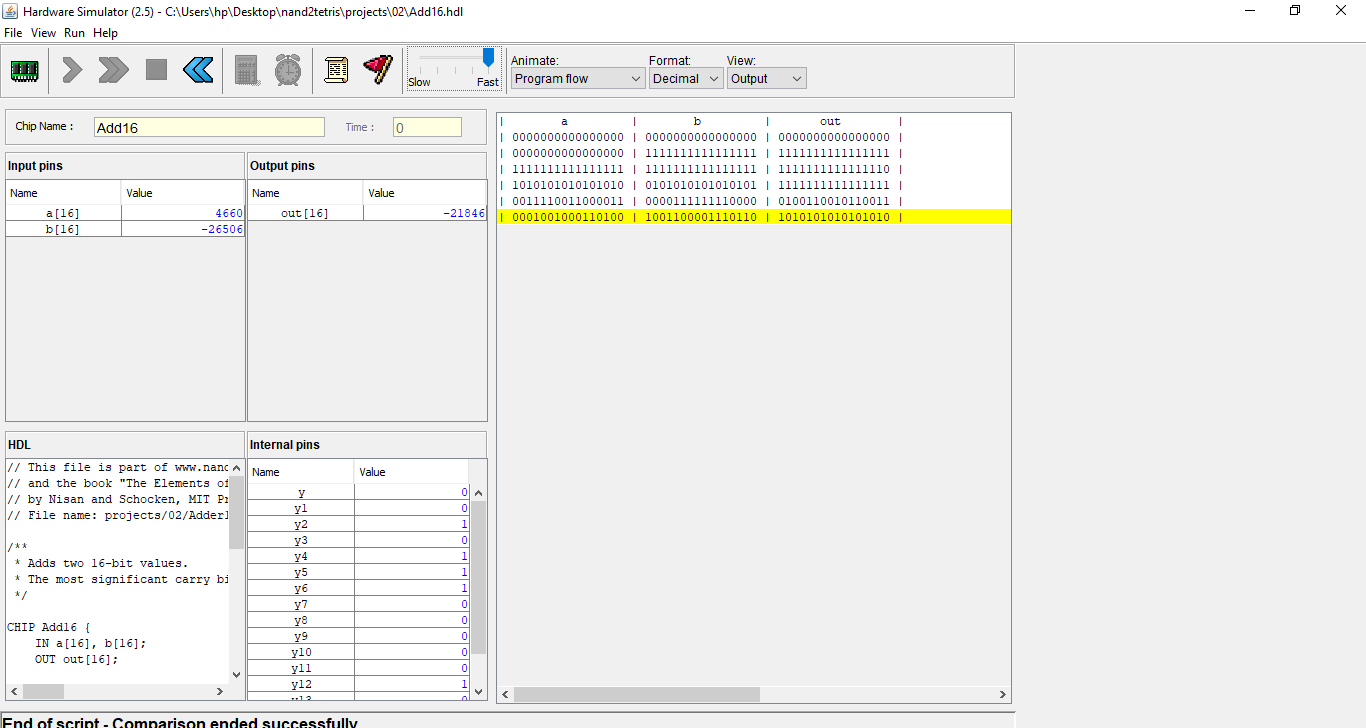 Hardware Simulator (2.5) - C:\Users\hp\Desktop\nand2tetris\projects\02\Add16.hdl
File View Run Help
Animate: Format: View:
Slow Fast Program flow Decimal Output
Chip Name : Add16 Time : 0
Input pins
Name Value
a[16] 4660
b[16] -26506
Output pins
Name Value
out[16] -21846
| a | b | out |
| 0000000000000000 | 0000000000000000 | 0000000000000000 |
| 0000000000000000 | 1111111111111111 | 1111111111111111 |
| 1111111111111111 | 1111111111111111 | 1111111111111110 |
| 1010101010101010 | 0101010101010101 | 1111111111111111 |
| 0011110011000011 | 0000111111110000 | 0100110010110011 |
| 0001001000110100 | 1001100001110110 | 1010101010101010 |
HDL
// This file is part of www.nand
// and the book "The Elements of
// by Nisan and Schocken, MIT Pr
// File name: projects/02/Adder1
/**
* Adds two 16-bit values.
* The most significant carry bi
*/
CHIP Add16 {
IN a[16], b[16];
OUT out[16];
Internal pins
Name Value
y 0
y1 0
y2 1
y3 0
y4 1
y5 1
y6 1
y7 0
y8 0
y9 0
y10 0
y11 0
y12 1
y13 0
End of script - Comparison ended successfully